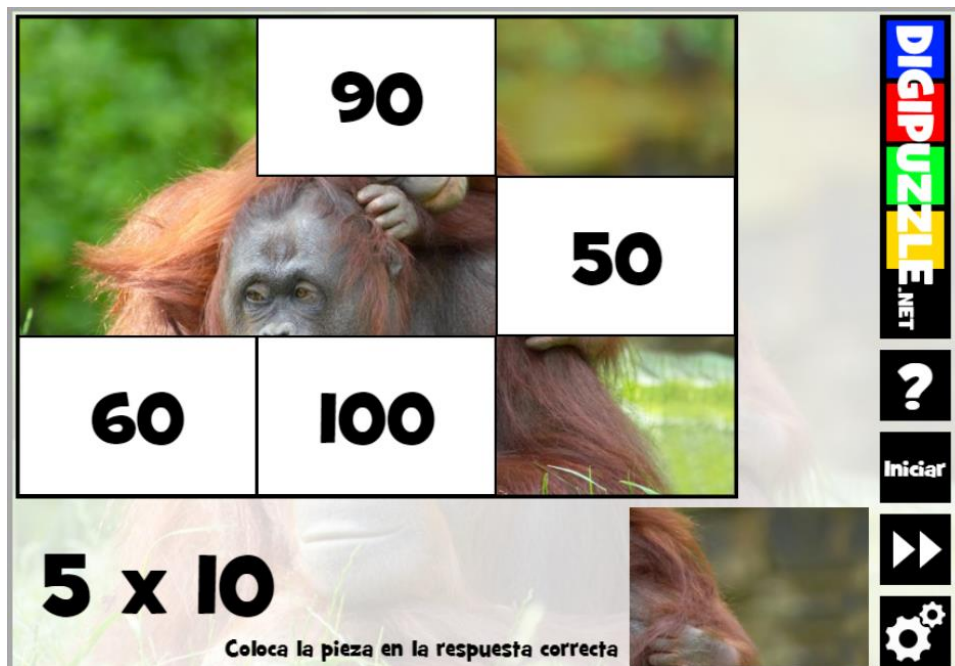 90
50
60
100
5 x 10
Coloca la pieza en la respuesta correcta
DIGIPUZZLE.NET
?
Iniciar